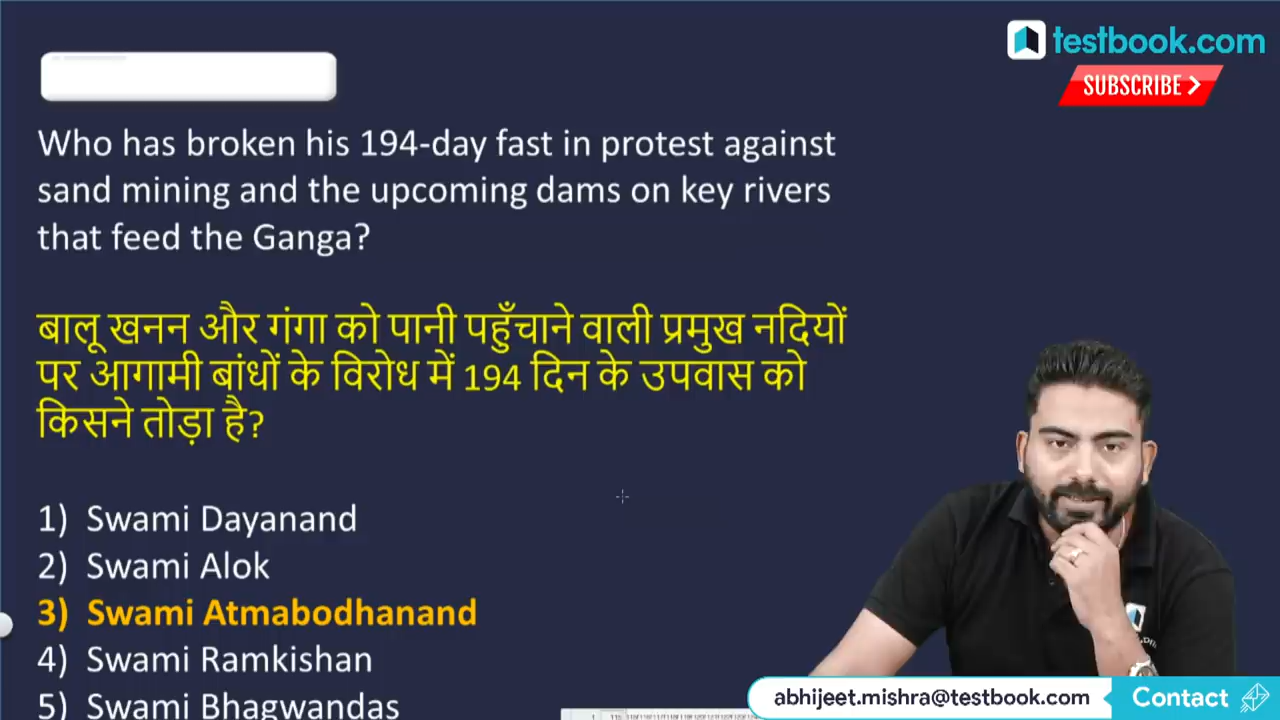 testbook.com
SUBSCRIBE
Who has broken his 194-day fast in protest against
sand mining and the upcoming dams on key rivers
that feed the Ganga?
बालू खनन और गंगा को पानी पहुँचाने वाली प्रमुख नदियों
पर आगामी बांधों के विरोध में 194 दिन के उपवास को
किसने तोड़ा है?
1) Swami Dayanand
2) Swami Alok
3) Swami Atmabodhanand
4) Swami Ramkishan
5) Swami Bhagwandas
abhijeet.mishra@testbook.com Contact